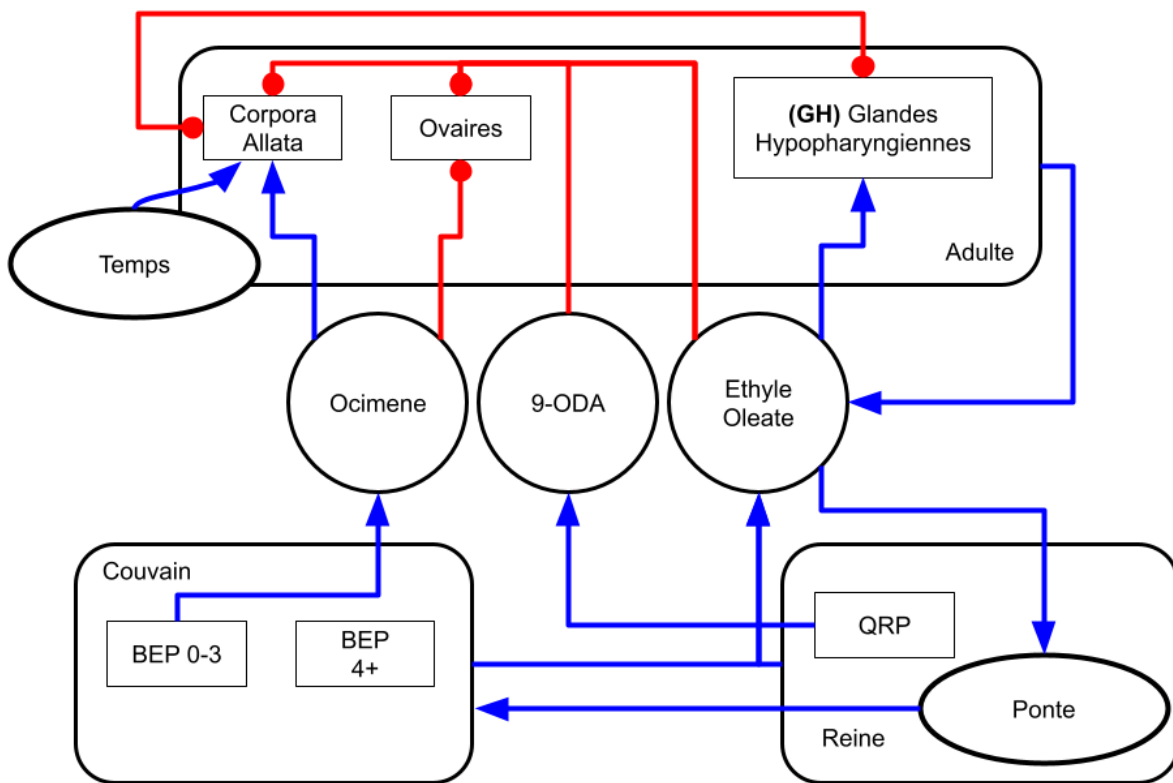 Corpora
Allata
Ovaires
(GH) Glandes
Hypopharyngiennes
Temps
Adulte
Ocimene
9-ODA
Ethyle
Oleate
Couvain
BEP 0-3
BEP
4+
QRP
Ponte
Reine